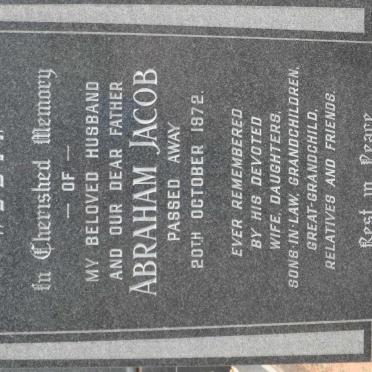 In Cherished Memory
— OF —
MY BELOVED HUSBAND
AND OUR DEAR FATHER
ABRAHAM JACOB
PASSED AWAY
20TH OCTOBER 1972.
EVER REMEMBERED
BY HIS DEVOTED
WIFE, DAUGHTERS,
SONS-IN-LAW, GRANDCHILDREN,
GREAT-GRANDCHILD,
RELATIVES AND FRIENDS.
Rest in Peace